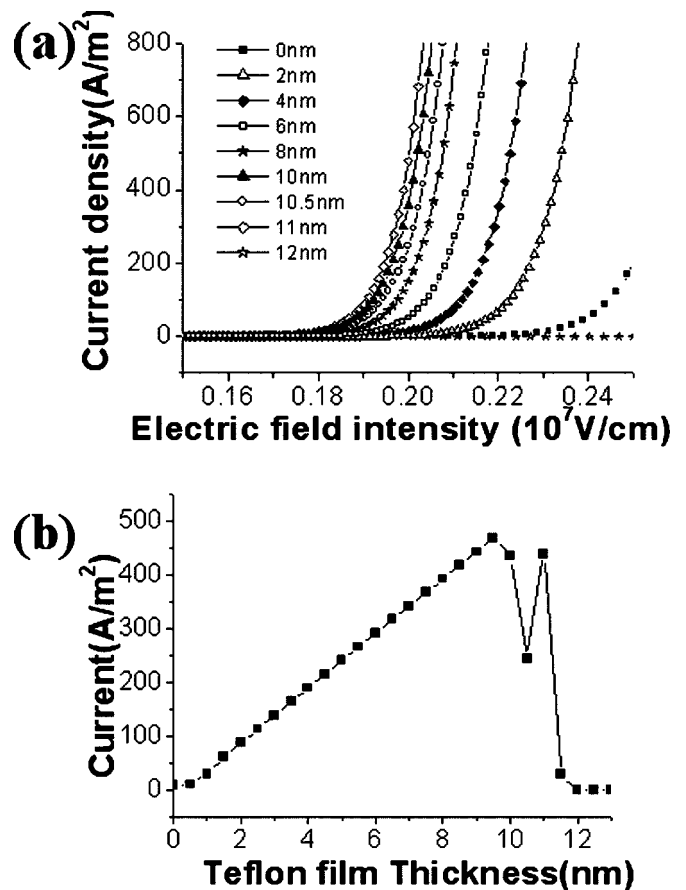 (a)
Current density(A/m²)
800
600
400
200
0
0nm
2nm
4nm
6nm
8nm
10nm
10.5nm
11nm
12nm
0.16
0.18
0.20
0.22
0.24
Electric field intensity (10⁷V/cm)
(b)
Current(A/m²)
500
400
300
200
100
0
0
2
4
6
8
10
12
Teflon film Thickness(nm)